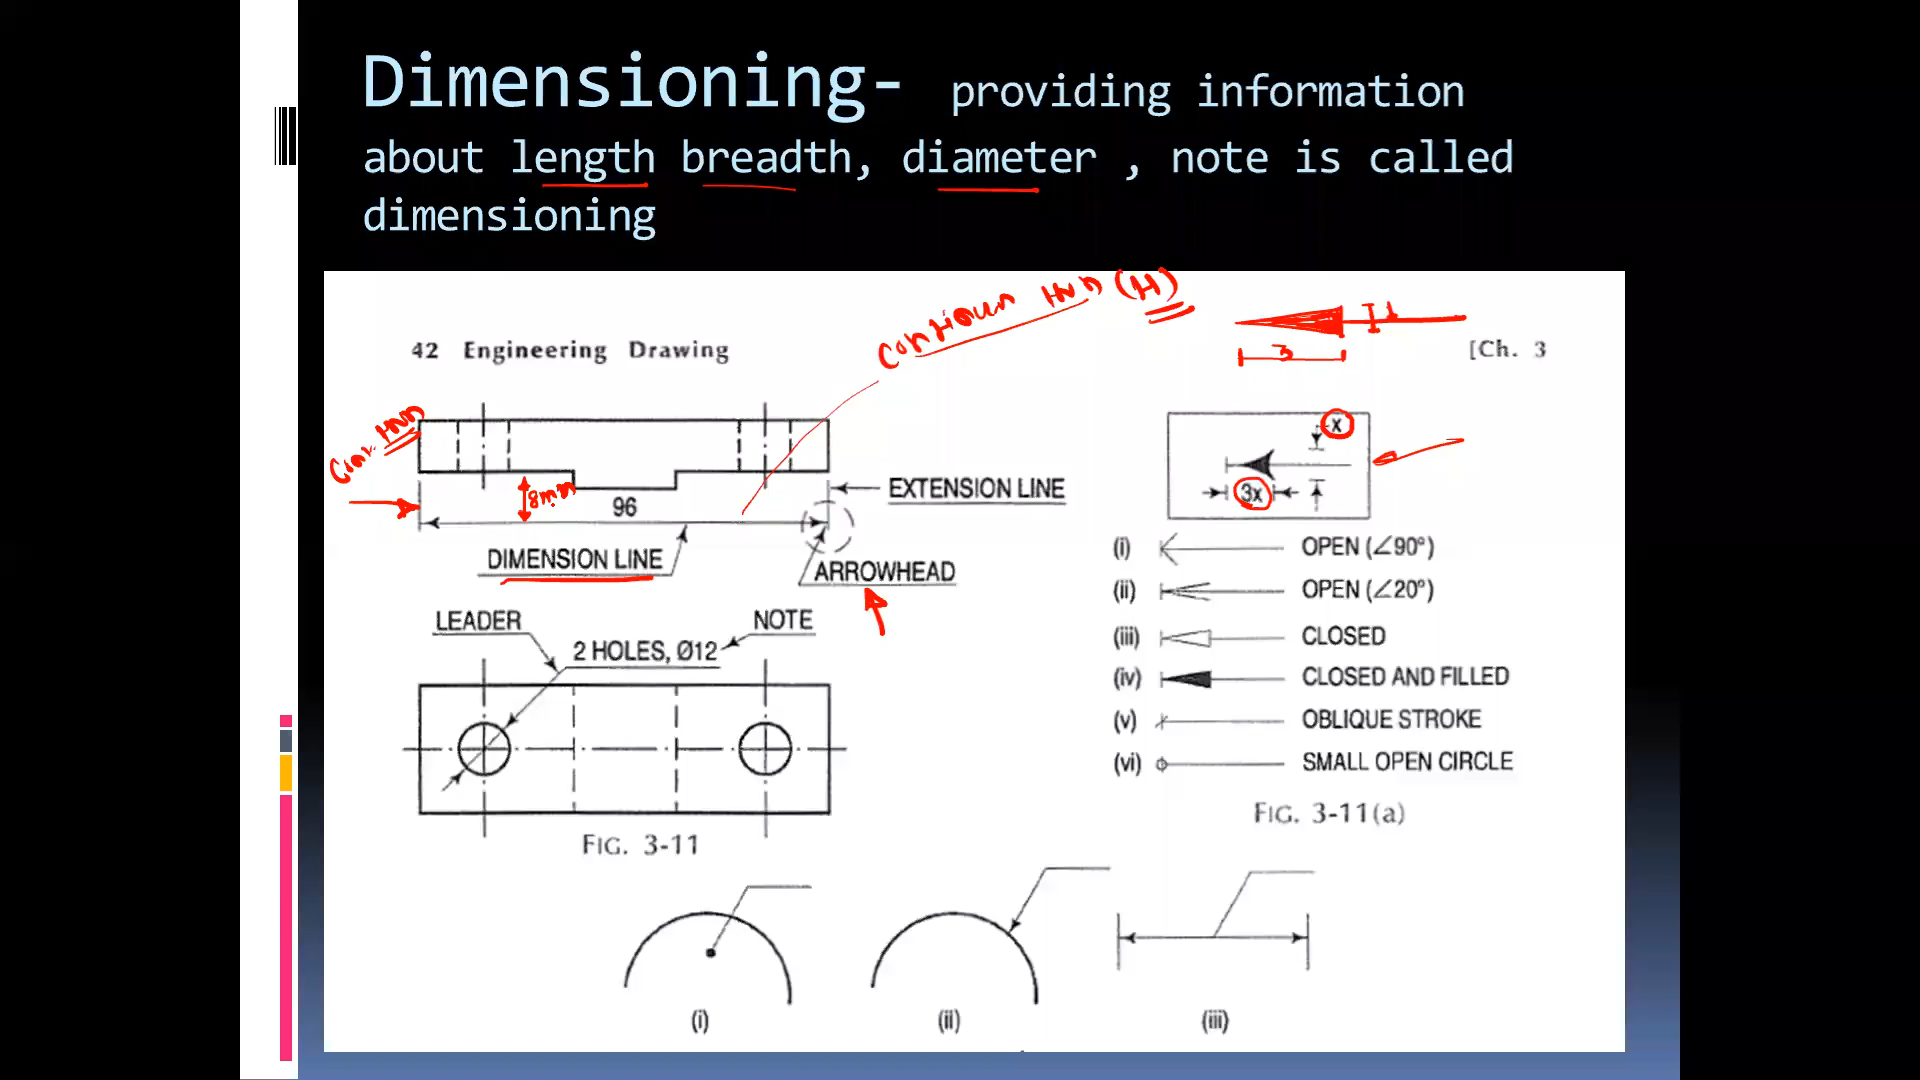 Dimensioning- providing information
about length breadth, diameter , note is called
dimensioning
42 Engineering Drawing
[Ch. 3
(H)
3
1
8mm
96
EXTENSION LINE
DIMENSION LINE
ARROWHEAD
LEADER
NOTE
2 HOLES, Ø12
FIG. 3-11
x
3x
(i) OPEN (∠90°)
(ii) OPEN (∠20°)
(iii) CLOSED
(iv) CLOSED AND FILLED
(v) OBLIQUE STROKE
(vi) SMALL OPEN CIRCLE
FIG. 3-11(a)
(i)
(ii)
(iii)